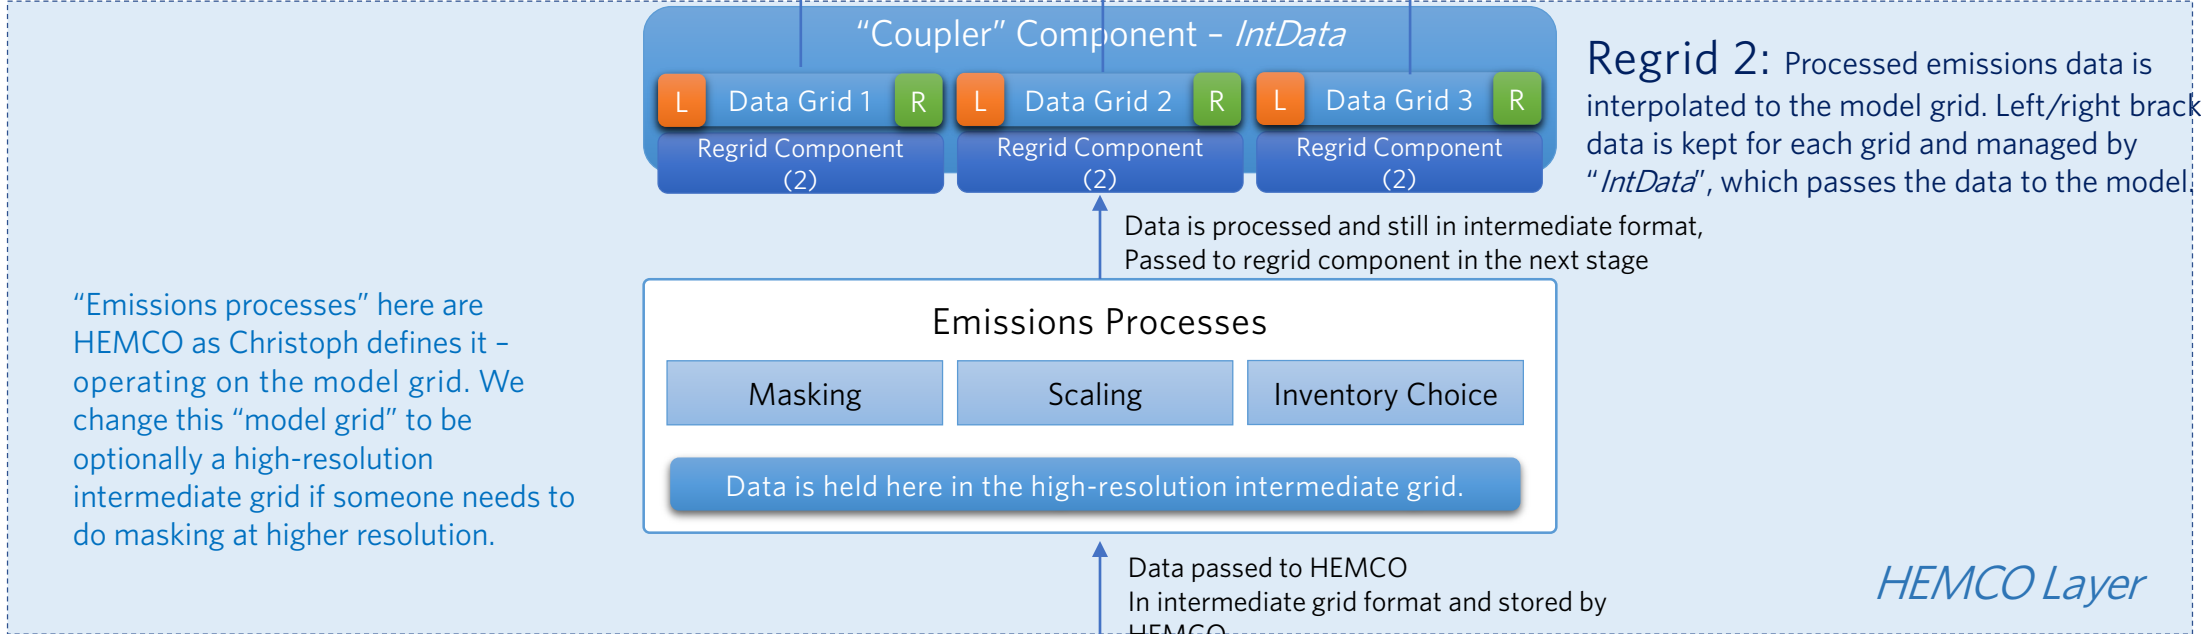 “Coupler” Component – IntData
L Data Grid 1 R L Data Grid 2 R L Data Grid 3 R
Regrid Component (2)
Regrid Component (2)
Regrid Component (2)
Regrid 2: Processed emissions data is
interpolated to the model grid. Left/right brack
data is kept for each grid and managed by
“IntData”, which passes the data to the model.
Data is processed and still in intermediate format,
Passed to regrid component in the next stage
“Emissions processes” here are
HEMCO as Christoph defines it –
operating on the model grid. We
change this “model grid” to be
optionally a high-resolution
intermediate grid if someone needs to
do masking at higher resolution.
Emissions Processes
Masking
Scaling
Inventory Choice
Data is held here in the high-resolution intermediate grid.
Data passed to HEMCO
In intermediate grid format and stored by
HEMCO
HEMCO Layer